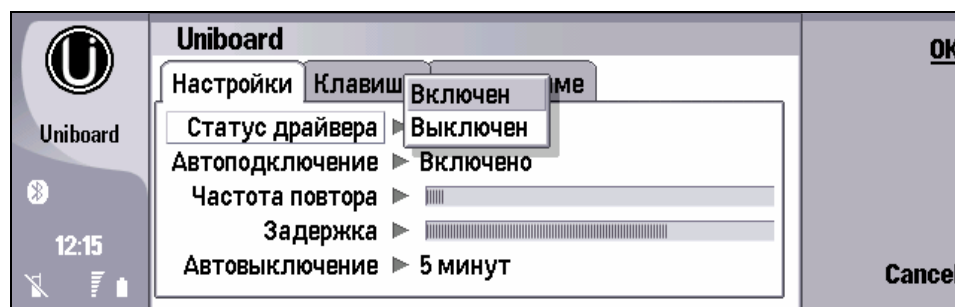 Uniboard
OK
Настройки
Клавиш
ме
Включен
Выключен
Uniboard
Статус драйвера
Автоподключение
Включено
Частота повтора
Задержка
12:15
Автовыключение
5 минут
Cancel